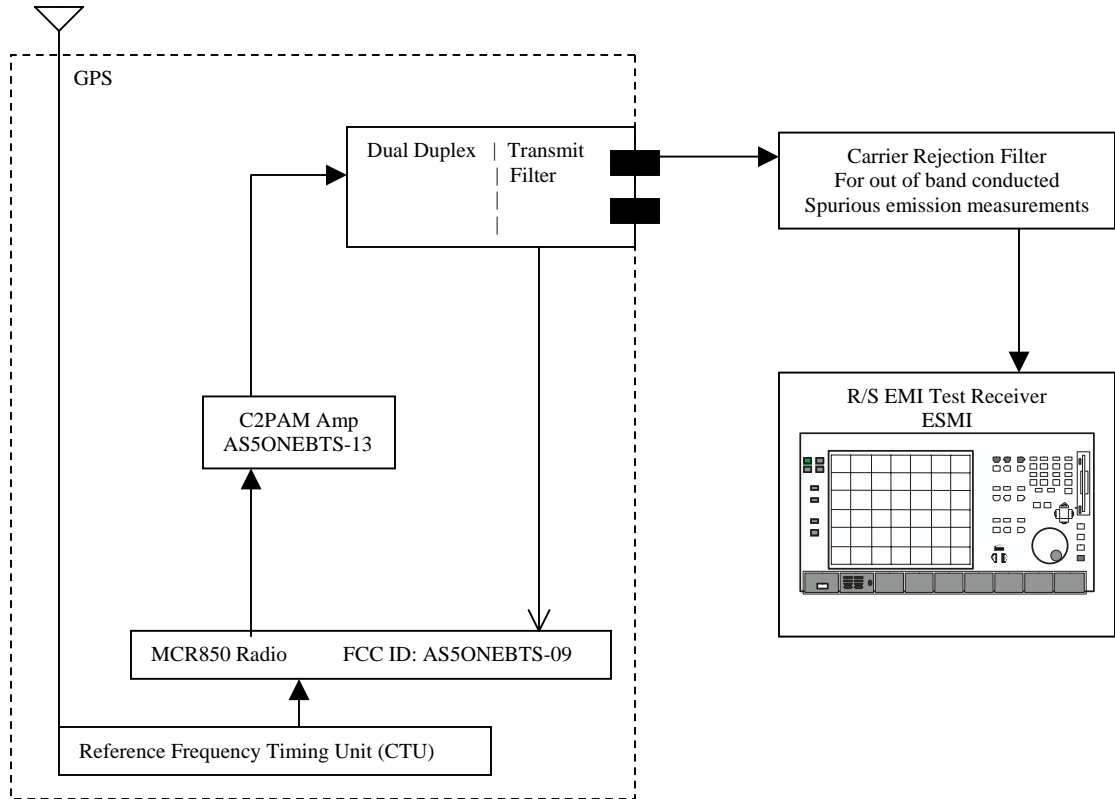 GPS
Dual Duplex | Transmit
Filter
Carrier Rejection Filter
For out of band conducted
Spurious emission measurements
R/S EMI Test Receiver
ESMI
C2PAM Amp
AS5ONEBTS-13
MCR850 Radio FCC ID: AS5ONEBTS-09
Reference Frequency Timing Unit (CTU)